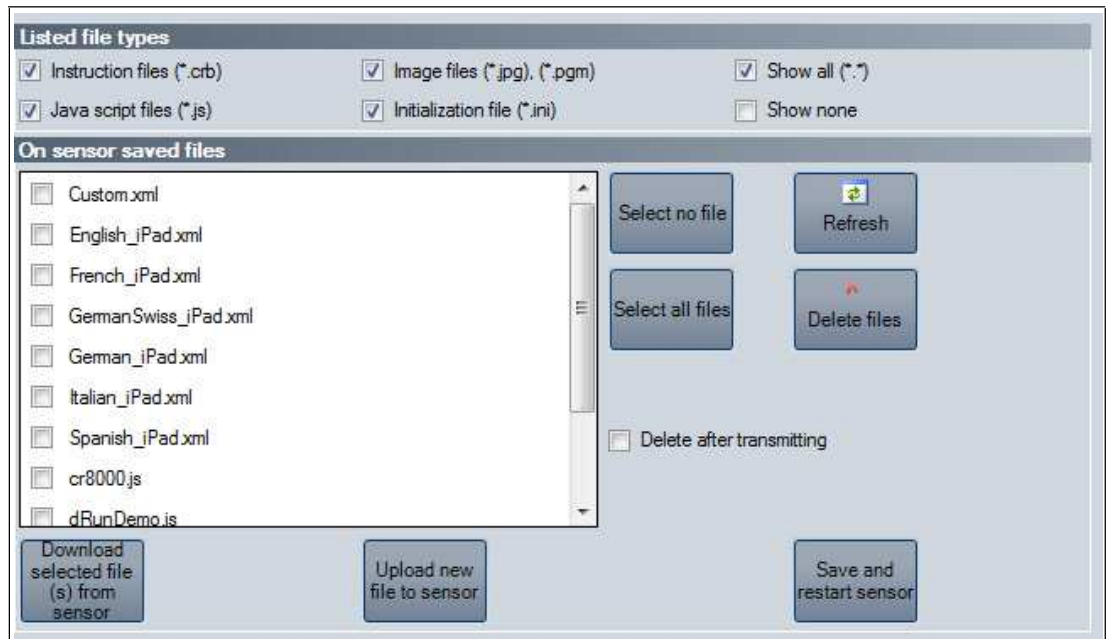 Listed file types
Instruction files (*.crb)
Image files (*.jpg), (*.pgm)
Show all (*.*)
Java script files (*.js)
Initialization file (*.ini)
Show none
On sensor saved files
Custom.xml
English_iPad.xml
French_iPad.xml
GermanSwiss_iPad.xml
German_iPad.xml
Italian_iPad.xml
Spanish_iPad.xml
cr8000.js
dRunDemo.js
Select no file
Refresh
Select all files
Delete files
Delete after transmitting
Download
selected file
(s) from
sensor
Upload new
file to sensor
Save and
restart sensor